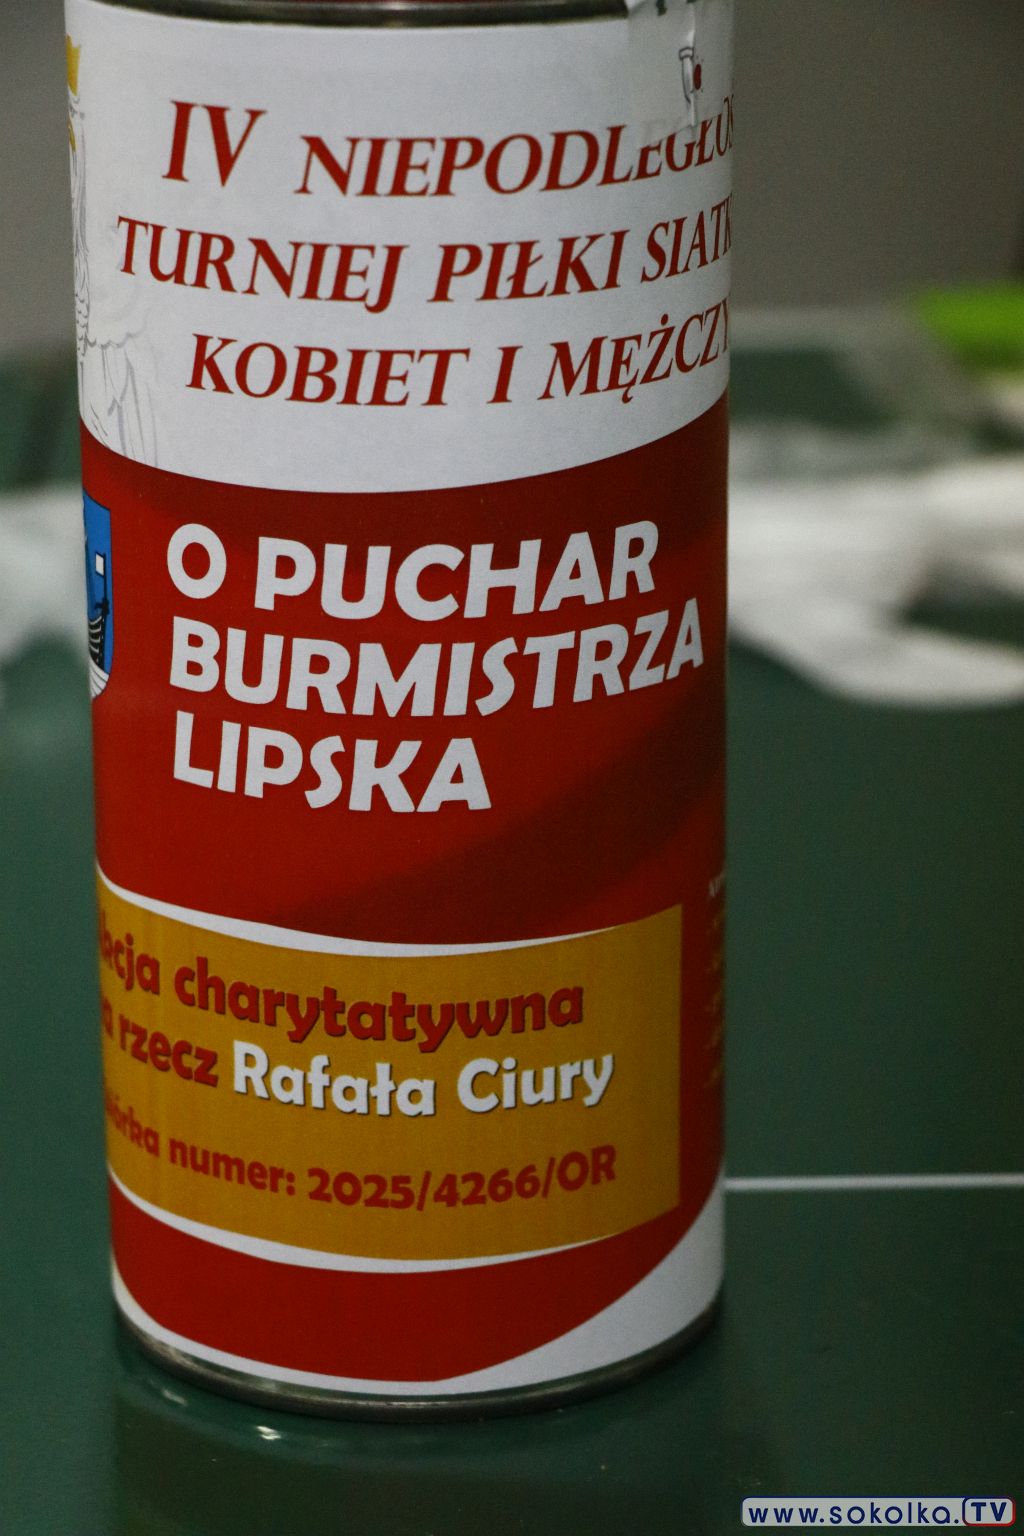 IV NIEPODLEGŁOŚ
TURNIEJ PIŁKI SIATK
KOBIET I MĘŻCZY
O PUCHAR
BURMISTRZA
LIPSKA
kcja charytatywna
a rzecz Rafała Ciury
iórka numer: 2025/4266/OR
www.sokolka.TV